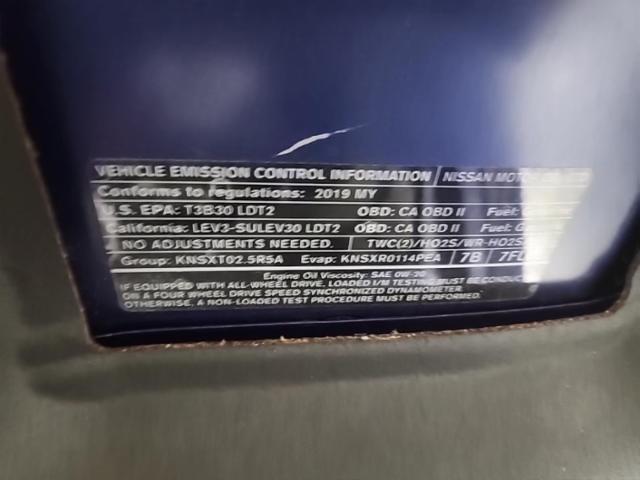 VEHICLE EMISSION CONTROL INFORMATION NISSAN
Conforms to regulations: 2019 MY
U.S. EPA: T3B30 LDT2 OBD: CA OBD II Fuel:
California: LEV3-SULEV30 LDT2 OBD: CA OBD II Fuel:
NO ADJUSTMENTS NEEDED. TWC(2)/HO2S/WR-HO2S
Group: KNSXT02.5R5A Evap: KNSXR0114PEA 7B
Engine Oil Viscosity: SAE 0W-20
IF EQUIPPED WITH ALL-WHEEL DRIVE, LOADED I/M TESTING MUST BE
ON A FOUR WHEEL DRIVE SPEED SYNCHRONIZED DYNAMOMETER.
OTHERWISE, A NON-LOADED TEST PROCEDURE MUST BE PERFORMED.